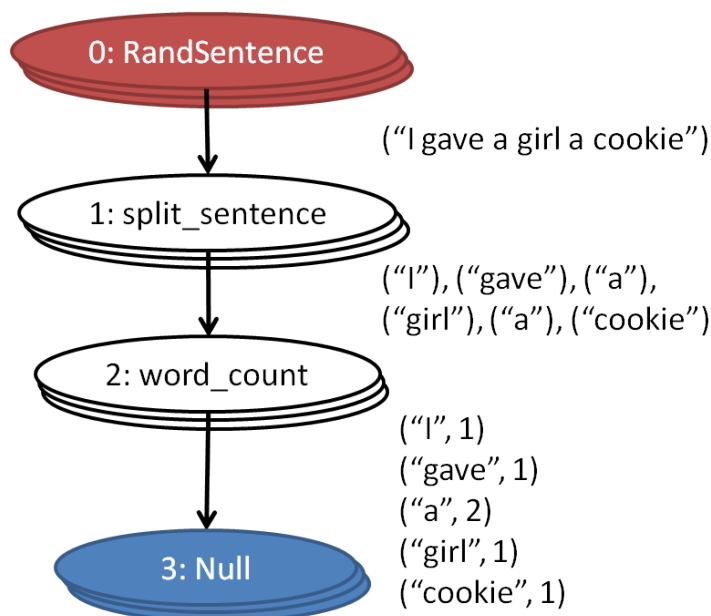 0: RandSentence
(“I gave a girl a cookie”)
1: split_sentence
(“I”), (“gave”), (“a”),
(“girl”), (“a”), (“cookie”)
2: word_count
(“I”, 1)
(“gave”, 1)
(“a”, 2)
(“girl”, 1)
(“cookie”, 1)
3: Null